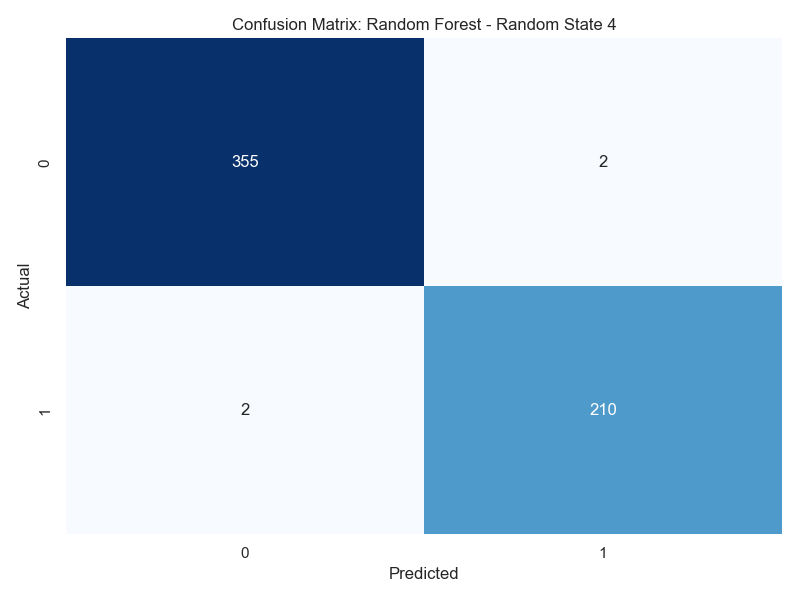 Confusion Matrix: Random Forest - Random State 4
Actual
0
355
2
1
2
210
0
1
Predicted